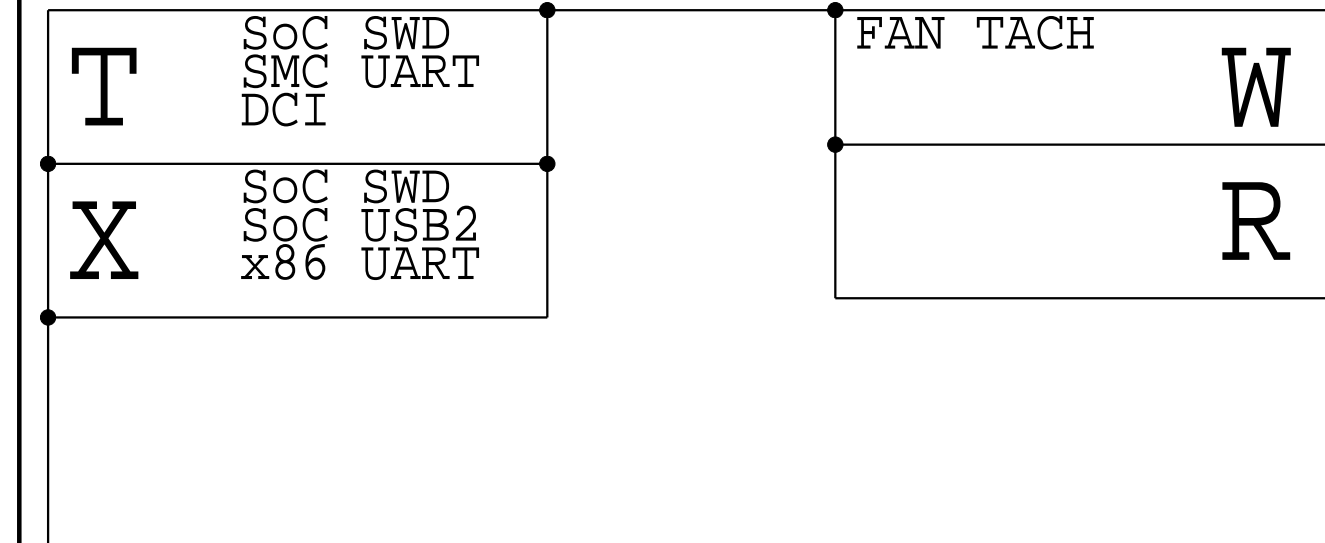 T
SoC SWD
SMC UART
DCI
X
SoC SWD
SoC USB2
x86 UART
FAN TACH
W
R